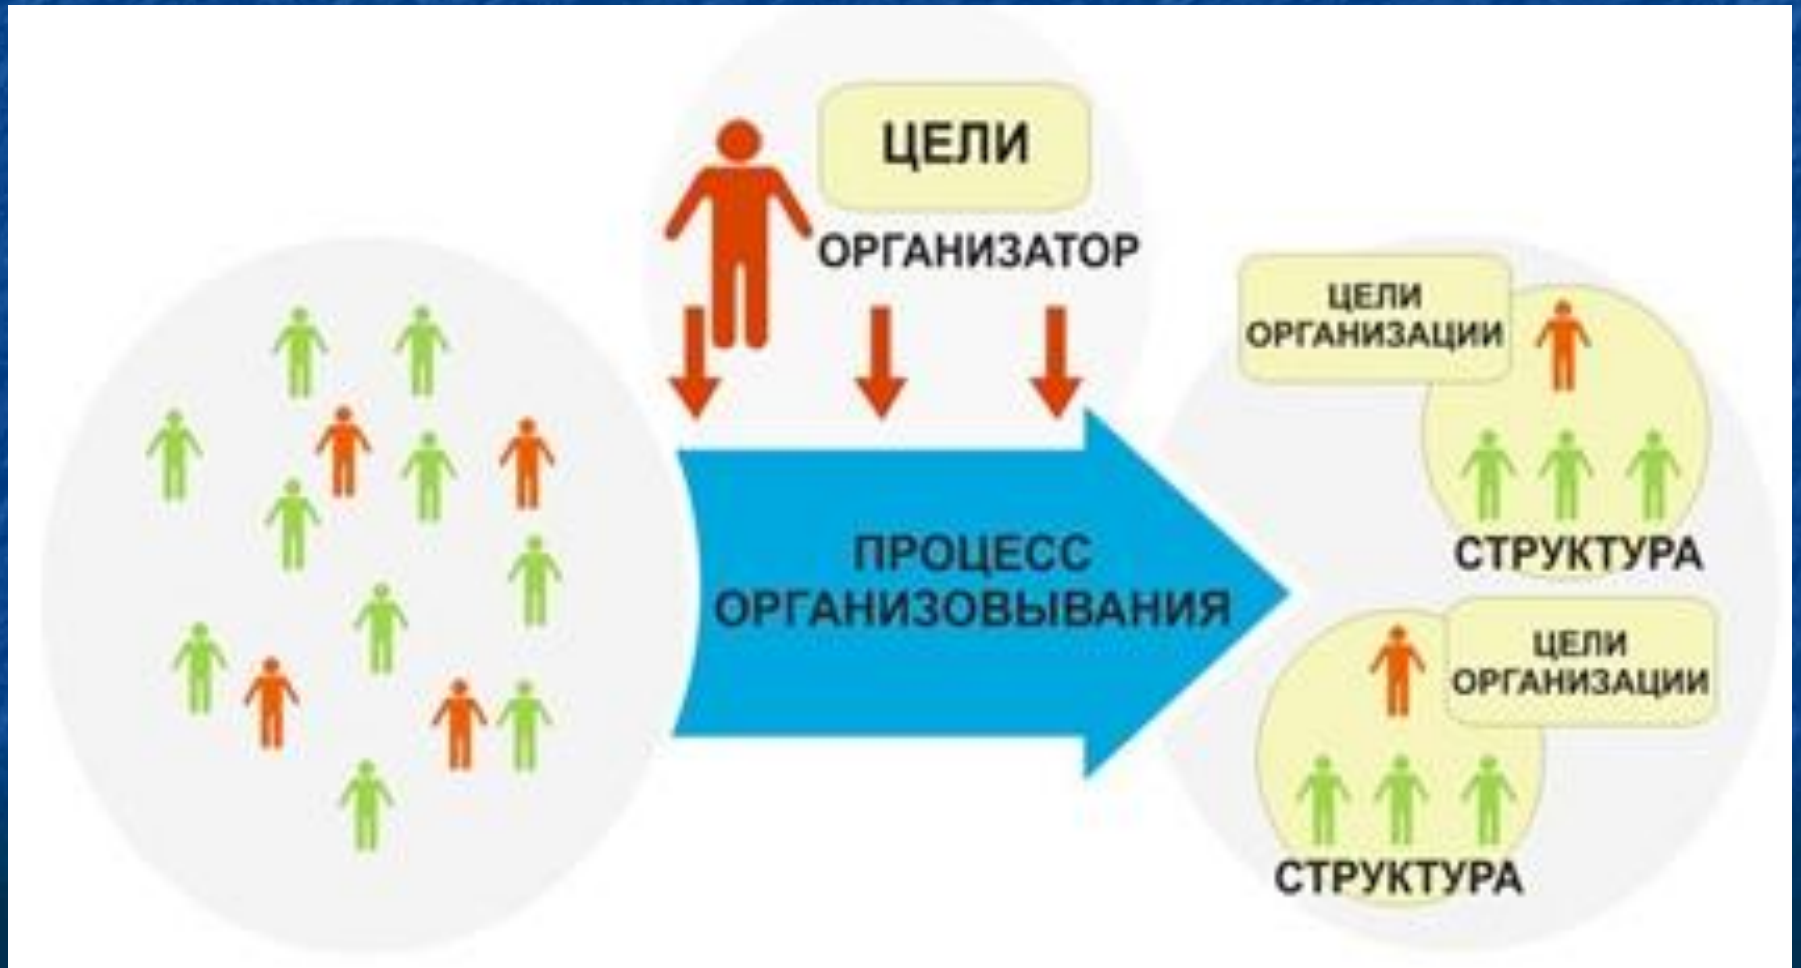 ЦЕЛИ
ОРГАНИЗАТОР
ПРОЦЕСС
ОРГАНИЗОВЫВАНИЯ
ЦЕЛИ
ОРГАНИЗАЦИИ
СТРУКТУРА
ЦЕЛИ
ОРГАНИЗАЦИИ
СТРУКТУРА